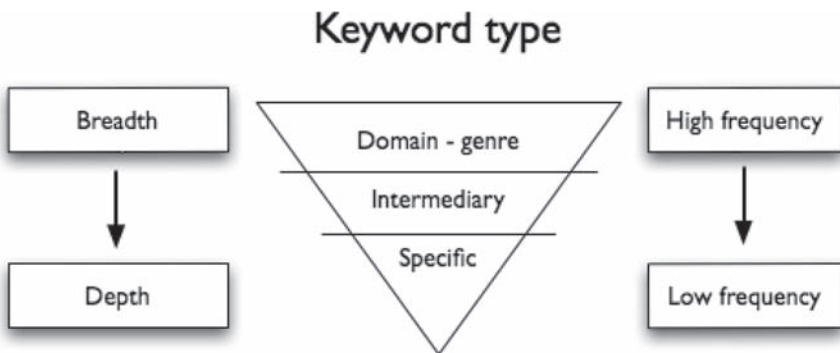 Keyword type
Breadth
Domain - genre
High frequency
Intermediary
Specific
Depth
Low frequency